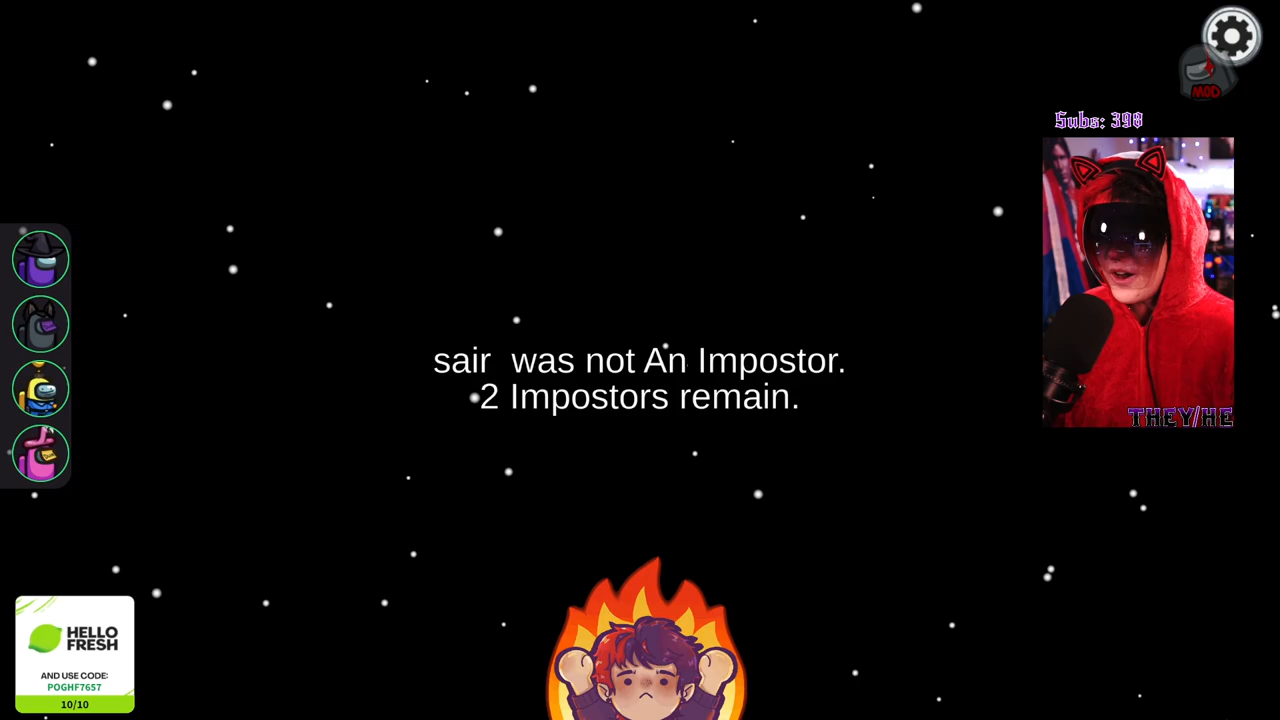 MOD
Subs: 398
sair was not An Impostor.
2 Impostors remain.
THEY/HE
HELLO
FRESH
AND USE CODE:
POGHF7657
10/10